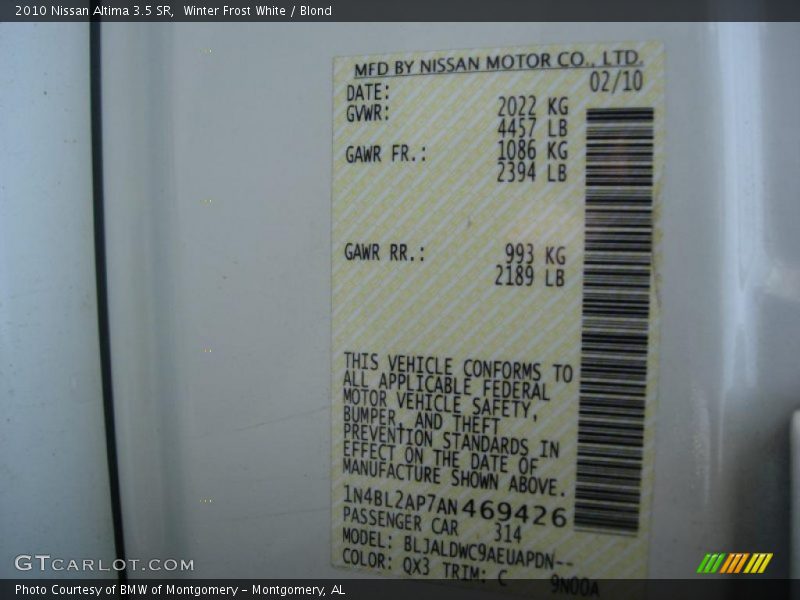 2010 Nissan Altima 3.5 SR, Winter Frost White / Blond
MFD BY NISSAN MOTOR CO., LTD.
DATE: 02/10
GVWR: 2022 KG
4457 LB
GAWR FR.: 1086 KG
2394 LB
GAWR RR.: 993 KG
2189 LB
THIS VEHICLE CONFORMS TO
ALL APPLICABLE FEDERAL
MOTOR VEHICLE SAFETY,
BUMPER, AND THEFT
PREVENTION STANDARDS IN
EFFECT ON THE DATE OF
MANUFACTURE SHOWN ABOVE.
1N4BL2AP7AN469426
PASSENGER CAR 314
MODEL: BLJALDWC9AEUAPDN--
COLOR: QX3 TRIM: C 9N00A
GTCARLOT.COM
Photo Courtesy of BMW of Montgomery - Montgomery, AL